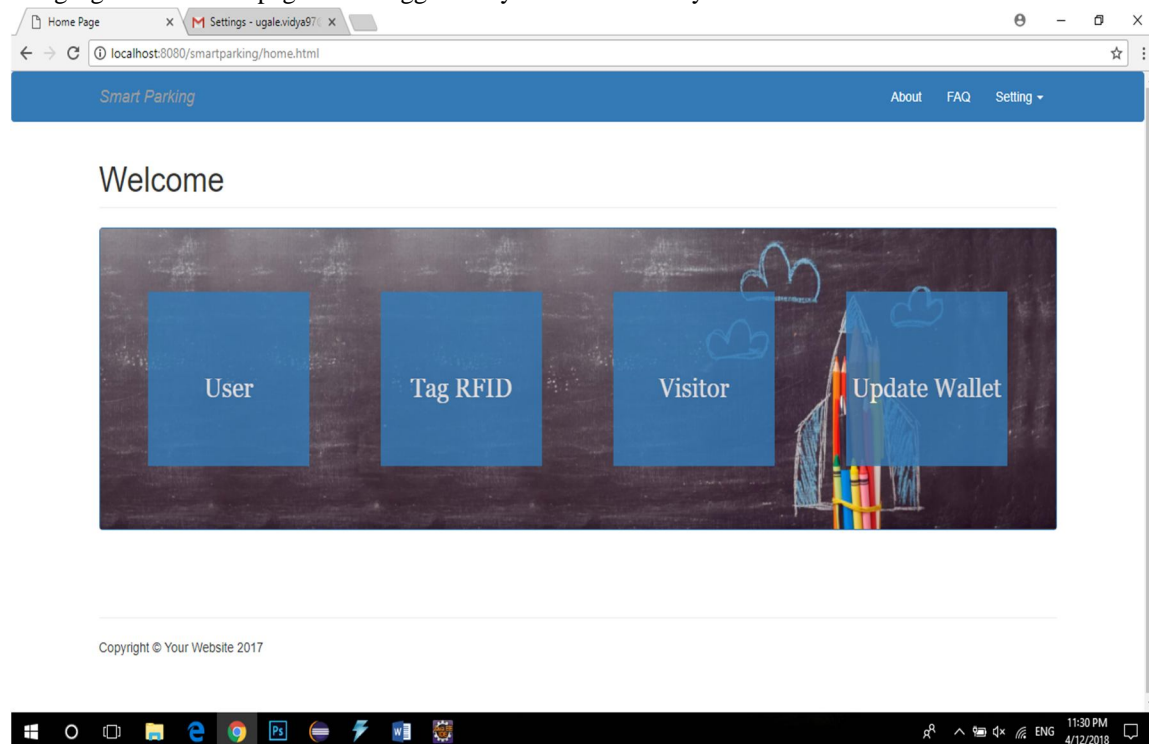 Home Page
Settings - ugale.vidya97
localhost:8080/smartparking/home.html
Smart Parking
About FAQ Setting
Welcome
User Tag RFID Visitor Update Wallet
Copyright © Your Website 2017
Ps
ENG
11:30 PM
4/12/2018